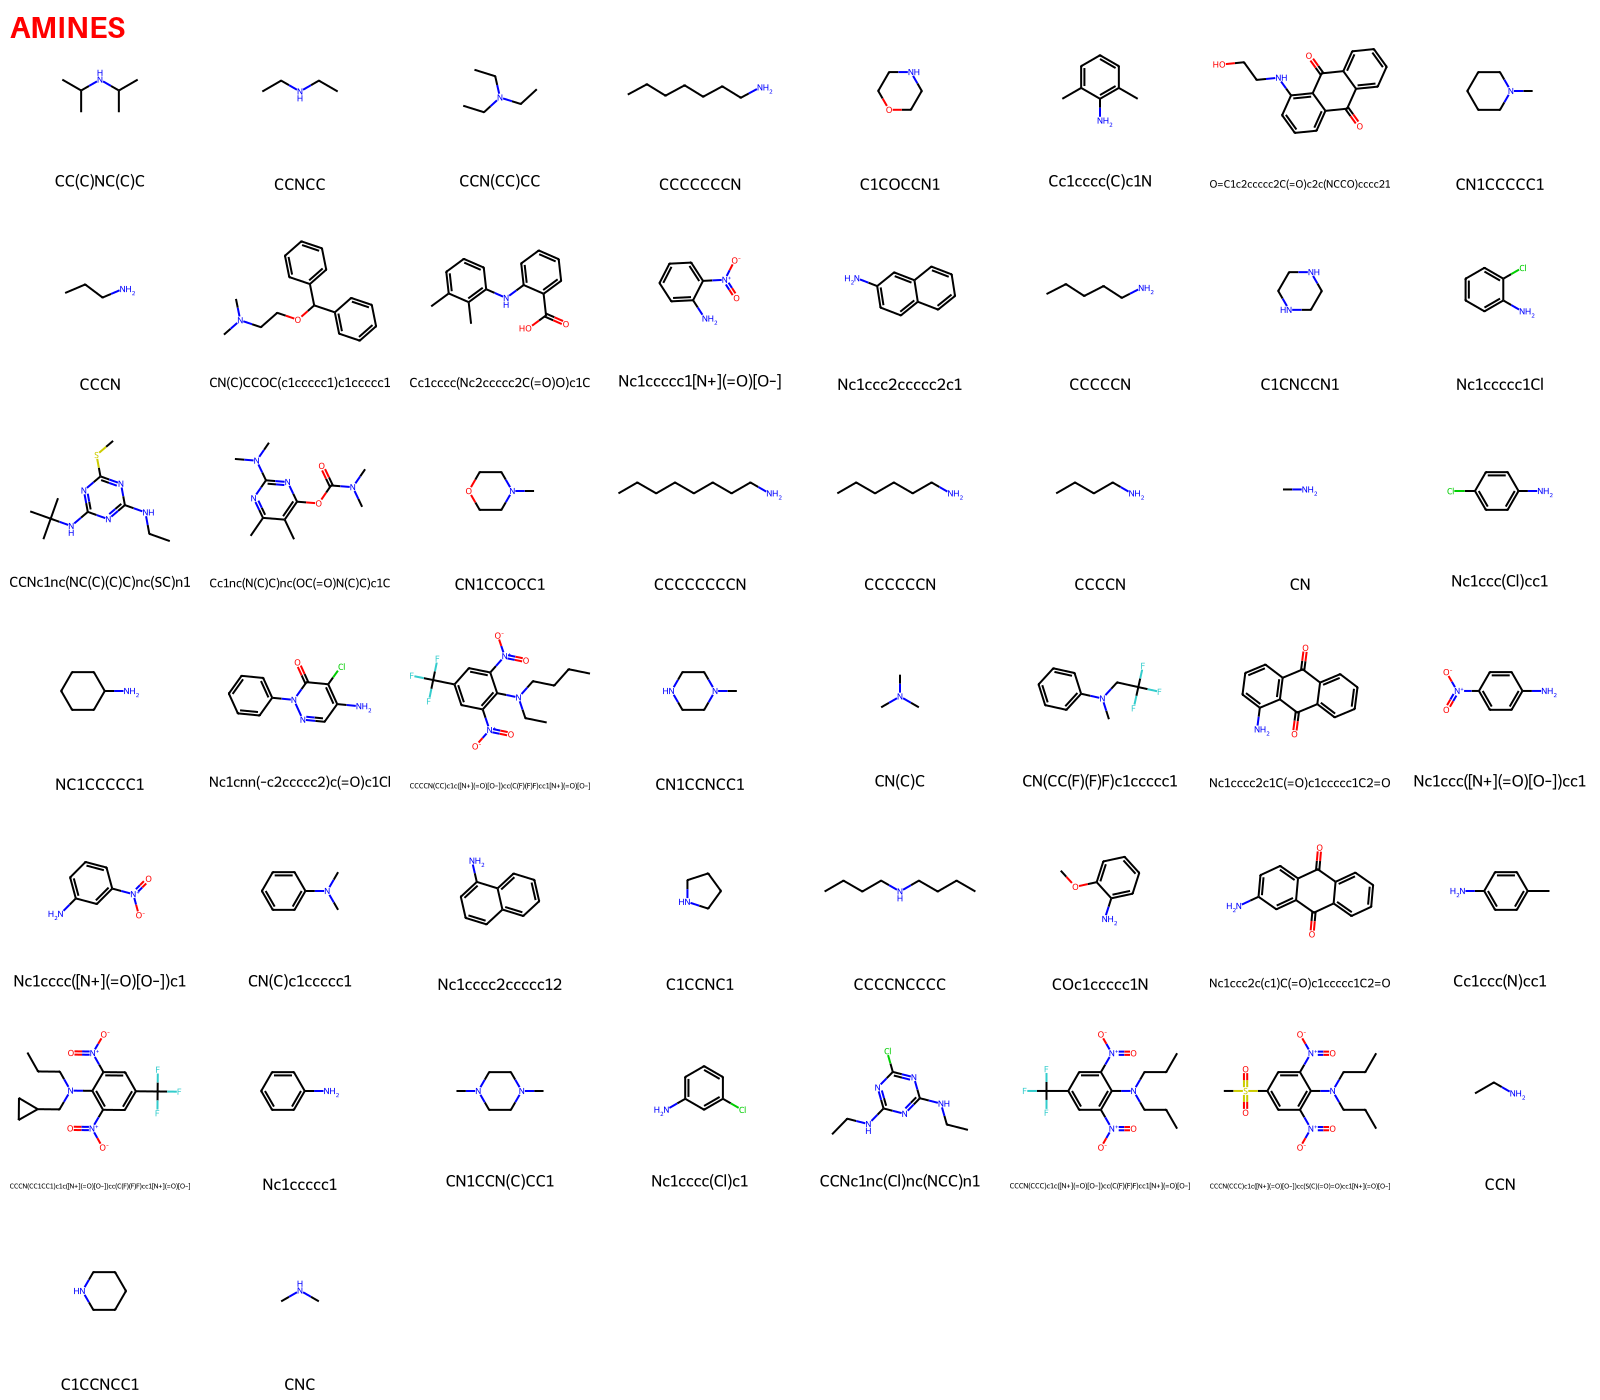 AMINES
CC(C)NC(C)C
CCNCC
CCN(CC)CC
CCCCCCCN
C1COCCN1
Cc1cccc(C)c1N
O=C1c2ccccc2C(=O)c2c(NCCO)cccc21
CN1CCCCC1
CCCN
CN(C)CCOC(c1ccccc1)c1ccccc1
Cc1cccc(Nc2ccccc2C(=O)O)c1C
Nc1ccccc1[N+](=O)[O-]
Nc1ccc2ccccc2c1
CCCCCN
C1CNCCN1
Nc1ccccc1Cl
CCNc1nc(NC(C)(C)C)nc(SC)n1
Cc1nc(N(C)C)nc(OC(=O)N(C)C)c1C
CN1CCOCC1
CCCCCCCCN
CCCCCCN
CCCCN
CN
Nc1ccc(Cl)cc1
NC1CCCCC1
Nc1cnn(-c2ccccc2)c(=O)c1Cl
CCCCN(CC)c1c([N+](=O)[O-])cc(C(F)(F)F)cc1[N+](=O)[O-]
CN1CCNCC1
CN(C)C
CN(CC(F)(F)F)c1ccccc1
Nc1cccc2c1C(=O)c1ccccc1C2=O
Nc1ccc([N+](=O)[O-])cc1
Nc1cccc([N+](=O)[O-])c1
CN(C)c1ccccc1
Nc1cccc2ccccc12
C1CCNC1
CCCCNCCCC
COc1ccccc1N
Nc1ccc2c(c1)C(=O)c1ccccc1C2=O
Cc1ccc(N)cc1
CCCN(CC1CC1)c1c([N+](=O)[O-])cc(C(F)(F)F)cc1[N+](=O)[O-]
Nc1ccccc1
CN1CCN(C)CC1
Nc1cccc(Cl)c1
CCNc1nc(Cl)nc(NCC)n1
CCCN(CCC)c1c([N+](=O)[O-])cc(C(F)(F)F)cc1[N+](=O)[O-]
CCCN(CCC)c1c([N+](=O)[O-])cc(S(C)(=O)=O)cc1[N+](=O)[O-]
CCN
C1CCNCC1
CNC